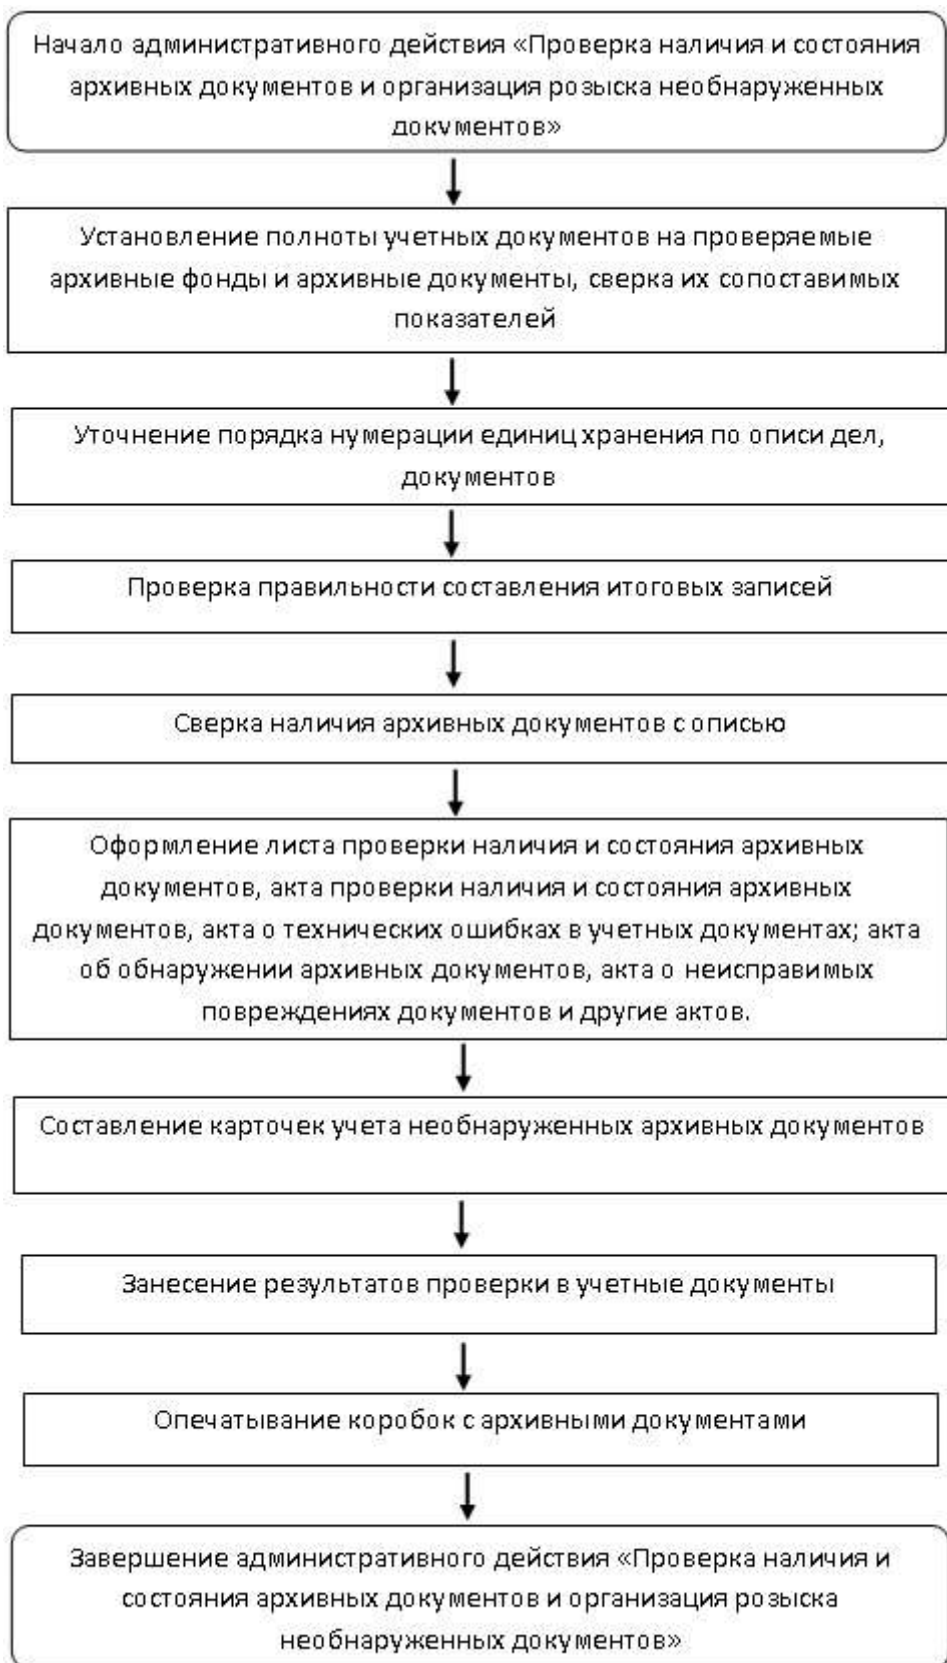 Начало административного действия «Проверка наличия и состояния
архивных документов и организация розыска необнаруженных
документов»
Установление полноты учетных документов на проверяемые
архивные фонды и архивные документы, сверка их сопоставимых
показателей
Уточнение порядка нумерации единиц хранения по описи дел,
документов
Проверка правильности составления итоговых записей
Сверка наличия архивных документов с описью
Оформление листа проверки наличия и состояния архивных
документов, акта проверки наличия и состояния архивных
документов, акта о технических ошибках в учетных документах; акта
об обнаружении архивных документов, акта о неисправимых
повреждениях документов и другие актов.
Составление карточек учета необнаруженных архивных документов
Занесение результатов проверки в учетные документы
Опечатывание коробок с архивными документами
Завершение административного действия «Проверка наличия и
состояния архивных документов и организация розыска
необнаруженных документов»